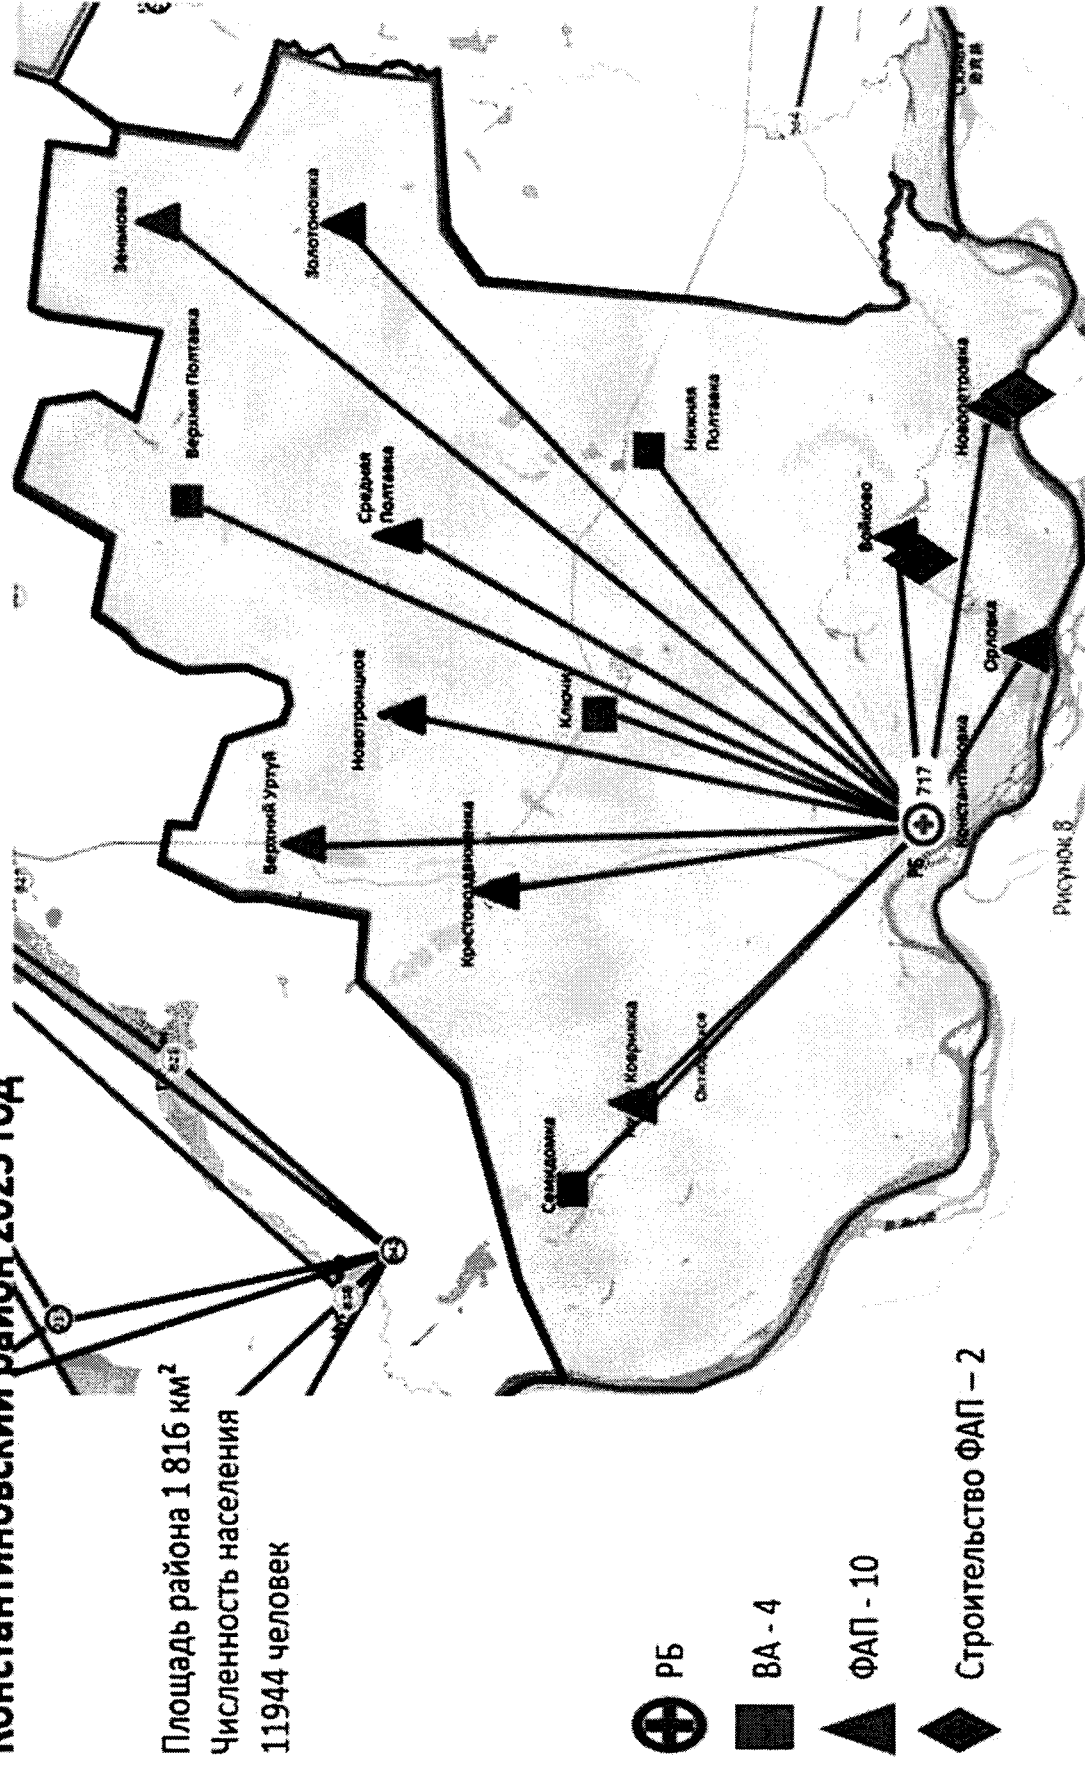 Константиновский район 2025 год
Площадь района 1 816 км²
Численность населения
11944 человек
РБ
ВА - 4
ФАП - 10
Строительство ФАП – 2
Зеньковка
Золотоножка
Верхняя Полтавка
Средняя
Полтавка
Нижняя
Полтавка
Новотроицкое
Ключи
Верхний Уртуй
Крестовоздвиженка
Коврижка
Семидомка
Войково
Новопетровка
Орловка
Константиновка
РБ
717
Рисунок 8